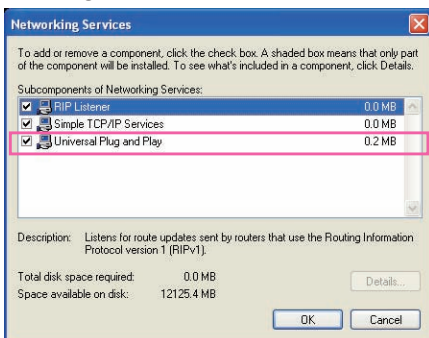 Networking Services
To add or remove a component, click the check box. A shaded box means that only part
of the component will be installed. To see what's included in a component, click Details.
Subcomponents of Networking Services:
RIP Listener 0.0 MB
Simple TCP/IP Services 0.0 MB
Universal Plug and Play 0.2 MB
Description: Listens for route updates sent by routers that use the Routing Information
Protocol version 1 (RIPv1).
Total disk space required: 0.0 MB
Details...
Space available on disk: 12125.4 MB
OK Cancel